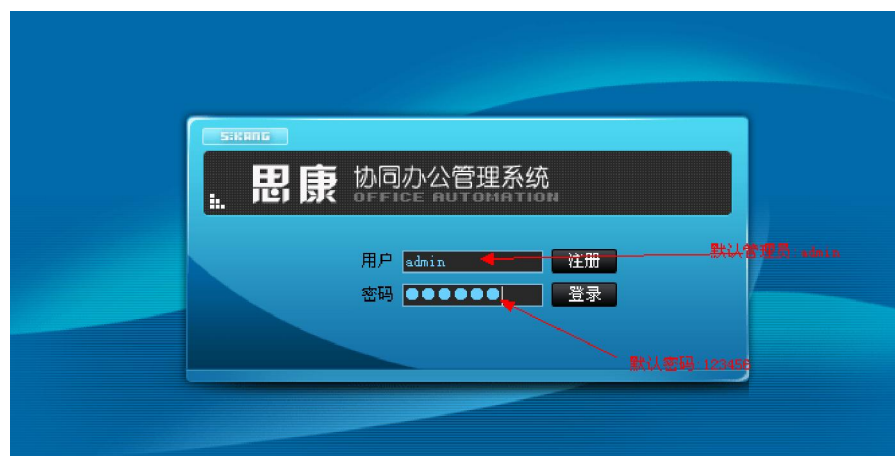 SiKANG
思康 协同办公管理系统
OFFICE AUTOMATION
用户 admin 注册 默认管理员 admin
密码 ●●●●●● 登录
默认密码 123456